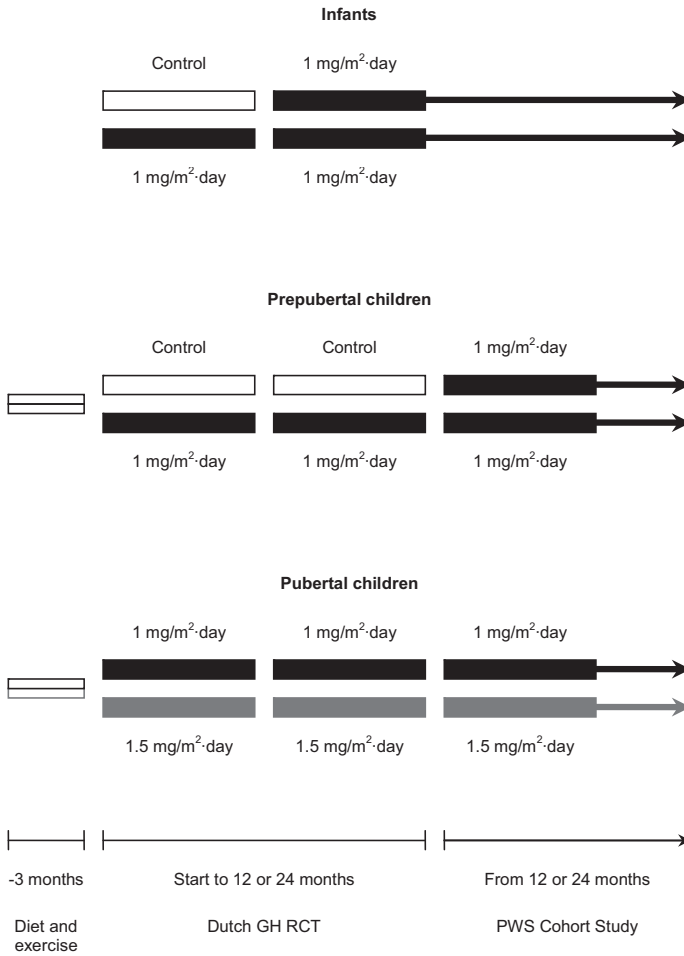 Infants
Control 1 mg/m²·day
1 mg/m²·day 1 mg/m²·day
Prepubertal children
Control Control 1 mg/m²·day
1 mg/m²·day 1 mg/m²·day 1 mg/m²·day
Pubertal children
1 mg/m²·day 1 mg/m²·day 1 mg/m²·day
1.5 mg/m²·day 1.5 mg/m²·day 1.5 mg/m²·day
-3 months Start to 12 or 24 months From 12 or 24 months
Diet and Dutch GH RCT PWS Cohort Study
exercise